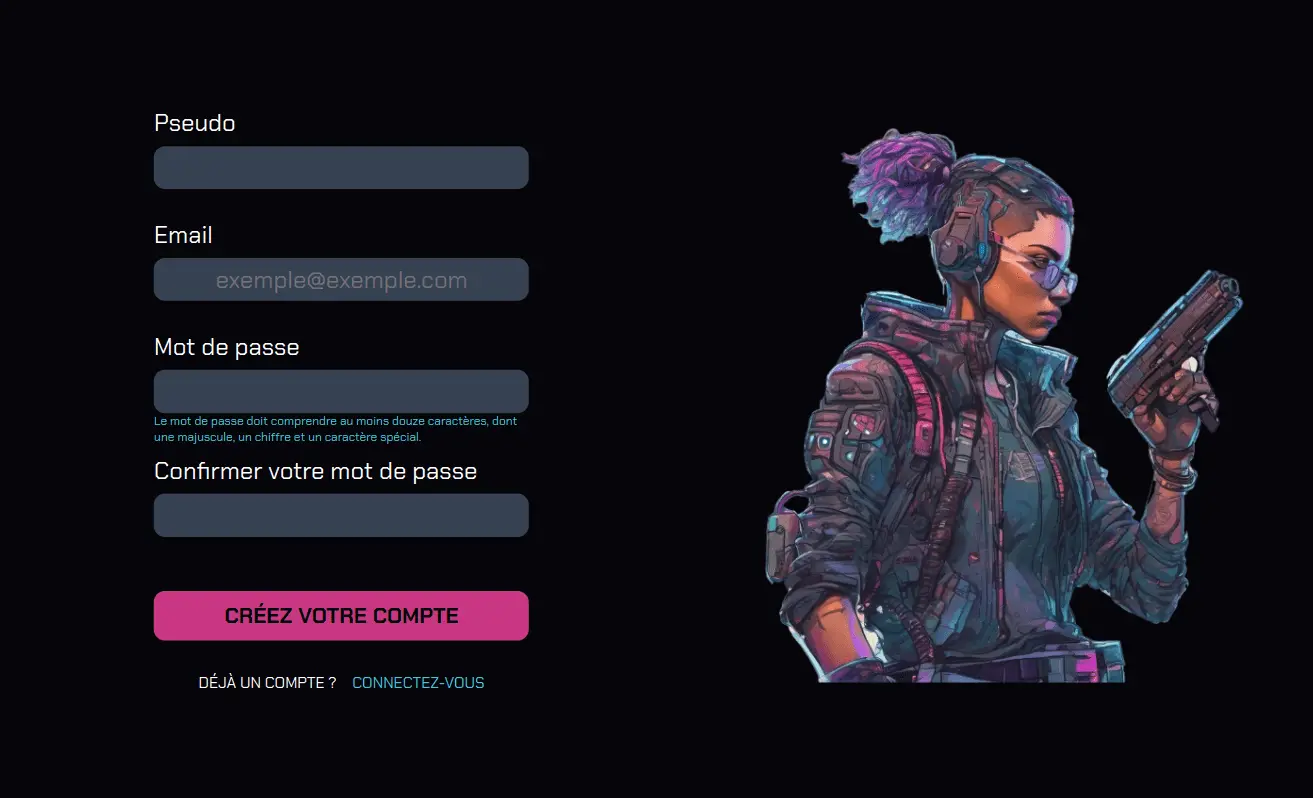 Pseudo
Email
exemple@exemple.com
Mot de passe
Le mot de passe doit comprendre au moins douze caractères, dont
une majuscule, un chiffre et un caractère spécial.
Confirmer votre mot de passe
CRÉEZ VOTRE COMPTE
DÉJÀ UN COMPTE ? CONNECTEZ-VOUS